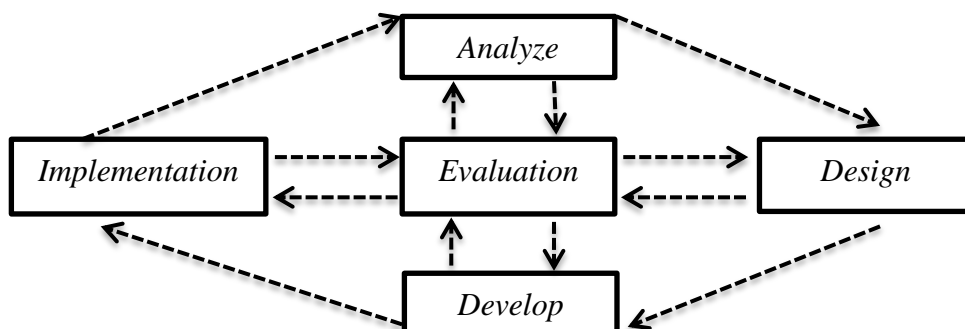 Analyze
Implementation
Evaluation
Design
Develop